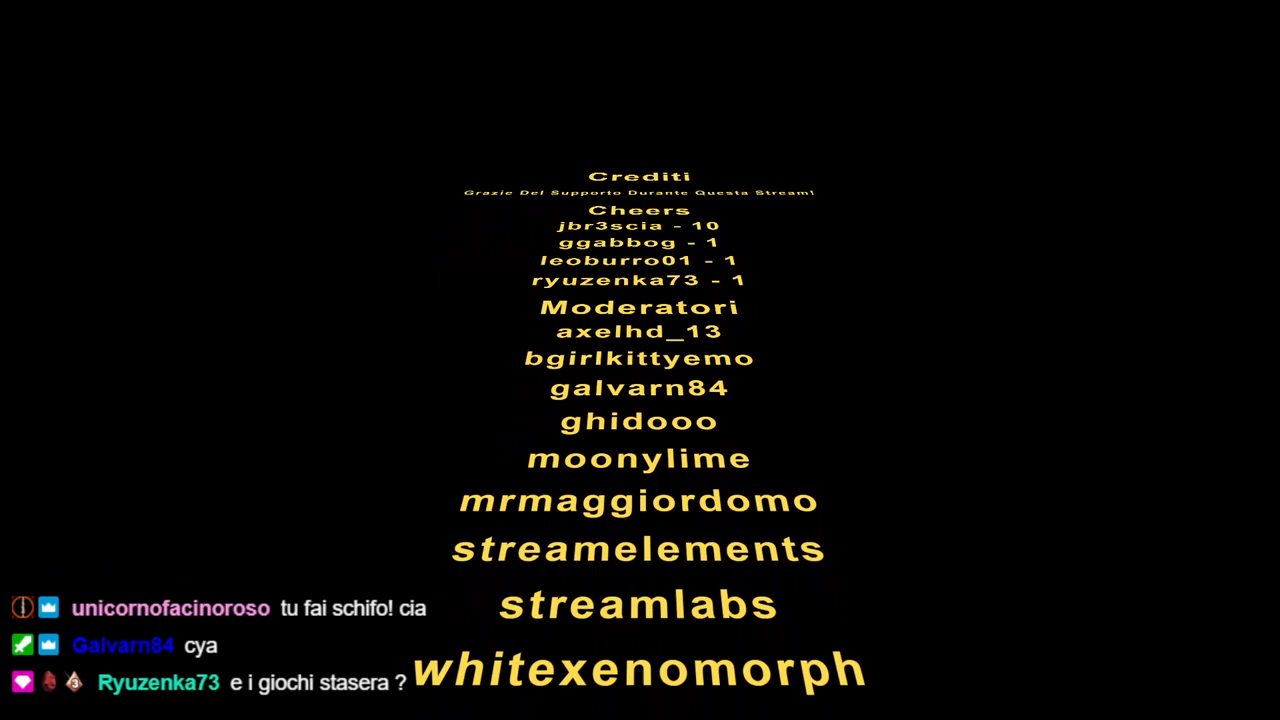 Crediti
Grazie Del Supporto Durante Questa Stream!
Cheers
jbr3scia - 10
ggabbog - 1
leoburro01 - 1
ryuzenka73 - 1
Moderatori
axelhd_13
bgirlkittyemo
galvarn84
ghidooo
moonylime
mrmaggiordomo
streamelements
streamlabs
whitexenomorph
unicornofacinoroso tu fai schifo! cia
Galvarn84 cya
Ryuzenka73 e i giochi stasera ?